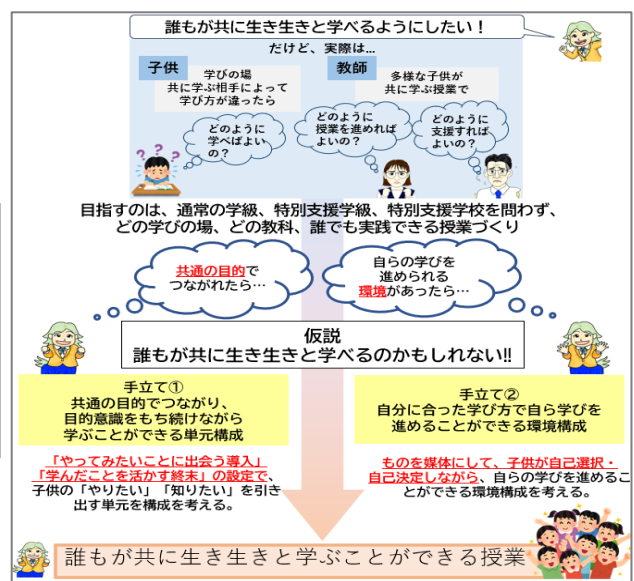 誰もが共に生き生きと学べるようにしたい！
だけど、実際は…
子供
学びの場
共に学ぶ相手によって
学び方が違ったら
教師
多様な子供が
共に学ぶ授業で
どのように
学べばよい
の？
どのように
授業を進めれば
よいの？
どのように
支援すれば
よいの？
目指すのは、通常の学級、特別支援学級、特別支援学校を問わず、
どの学びの場、どの教科、誰でも実践できる授業づくり
共通の目的で
つながれたら…
自らの学びを
進められる
環境があったら…
仮説
誰もが共に生き生きと学べるのかもしれない!!
手立て①
共通の目的でつながり、
目的意識をもち続けながら
学ぶことができる単元構成
手立て②
自分に合った学び方で自ら学びを
進めることができる環境構成
「やってみたいことに出会う導入」
「学んだことを活かす終末」の設定で、
子供の「やりたい」「知りたい」を引き
出す単元を構成を考える。
ものを媒体にして、子供が自己選択・
自己決定しながら、自らの学びを進めるこ
とができる環境構成を考える。
誰もが共に生き生きと学ぶことができる授業